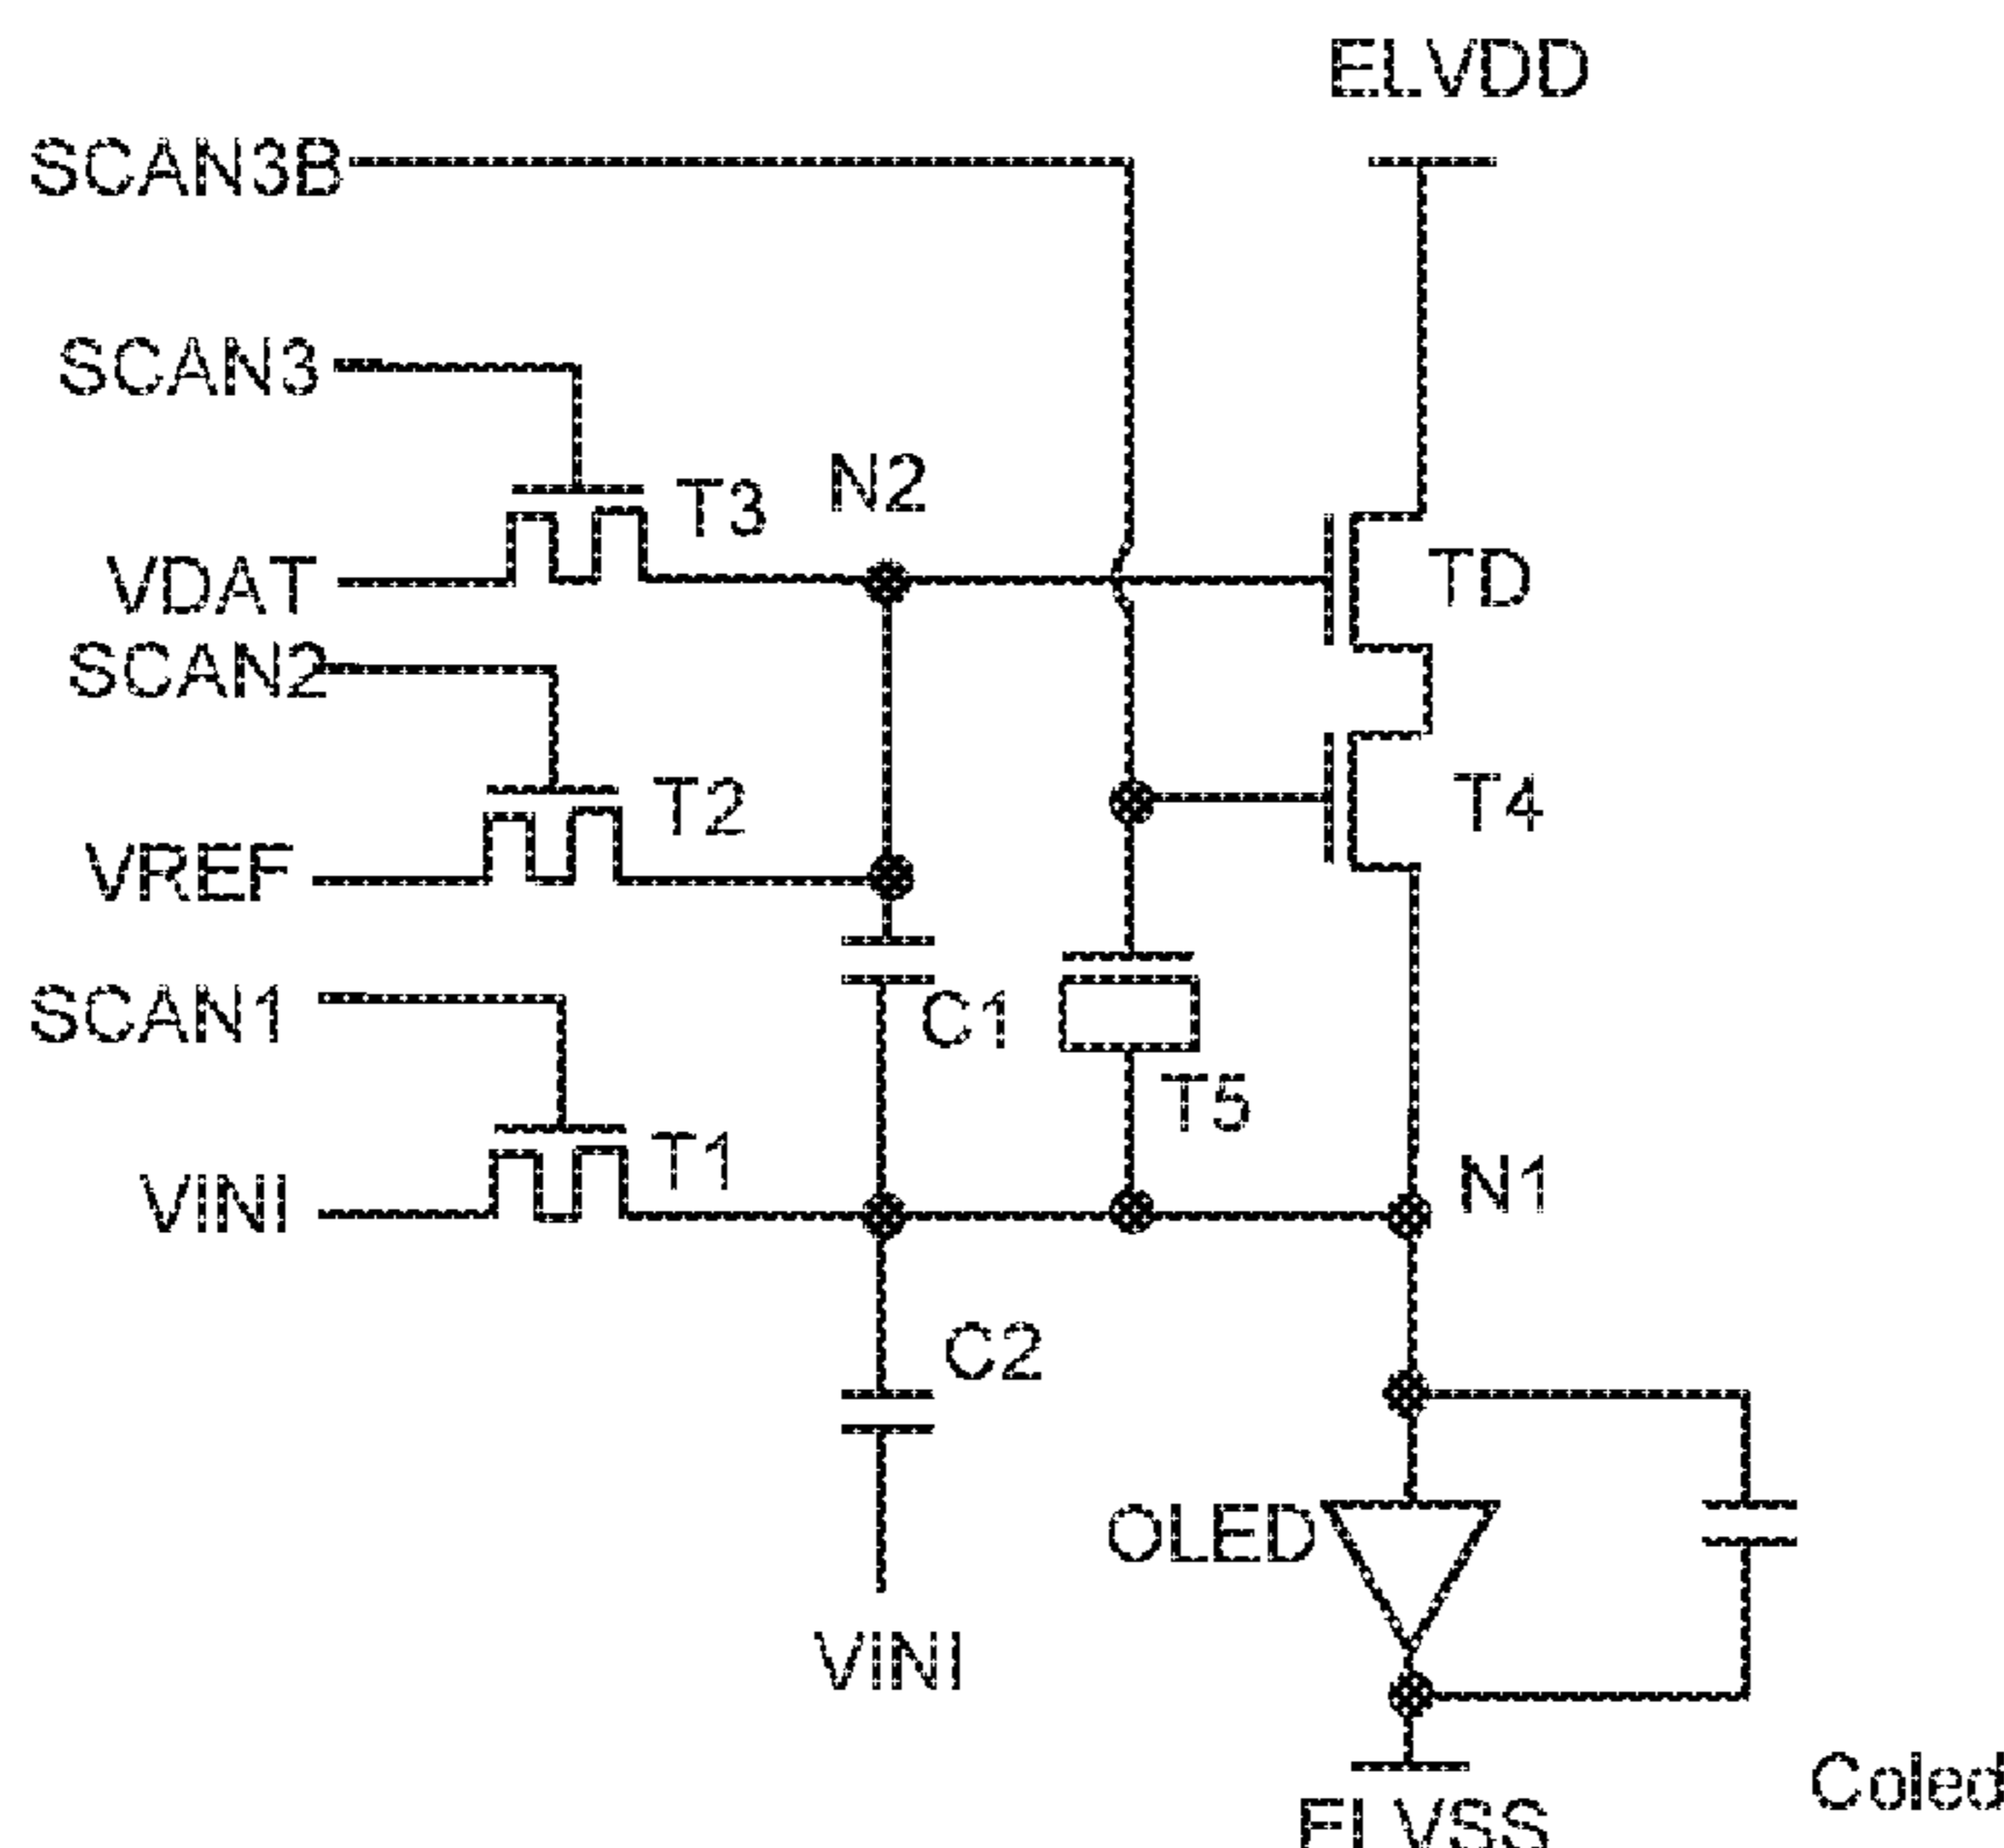 ELVDD
SCAN3B
SCAN3
T3
N2
VDAT
TD
SCAN2
T2
T4
VREF
SCAN1
C1
T5
T1
N1
VINI
C2
OLED
VINI
Coled
ELVSS